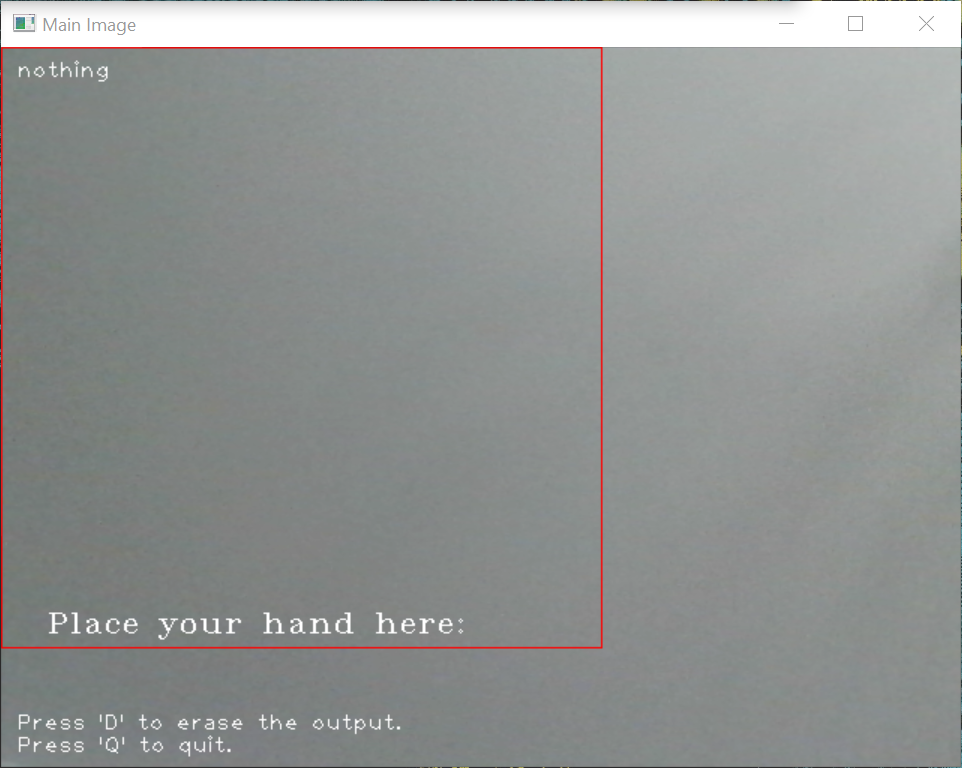 Main Image
nothing
Place your hand here:
Press 'D' to erase the output.
Press 'Q' to quit.